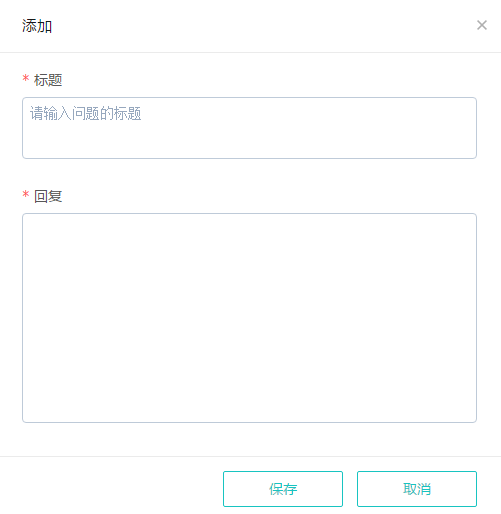 添加
* 标题
请输入问题的标题
* 回复
保存
取消